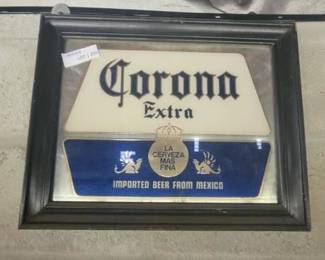 Corona
Extra
LA
CERVEZA
MAS
FINA
IMPORTED BEER FROM MEXICO